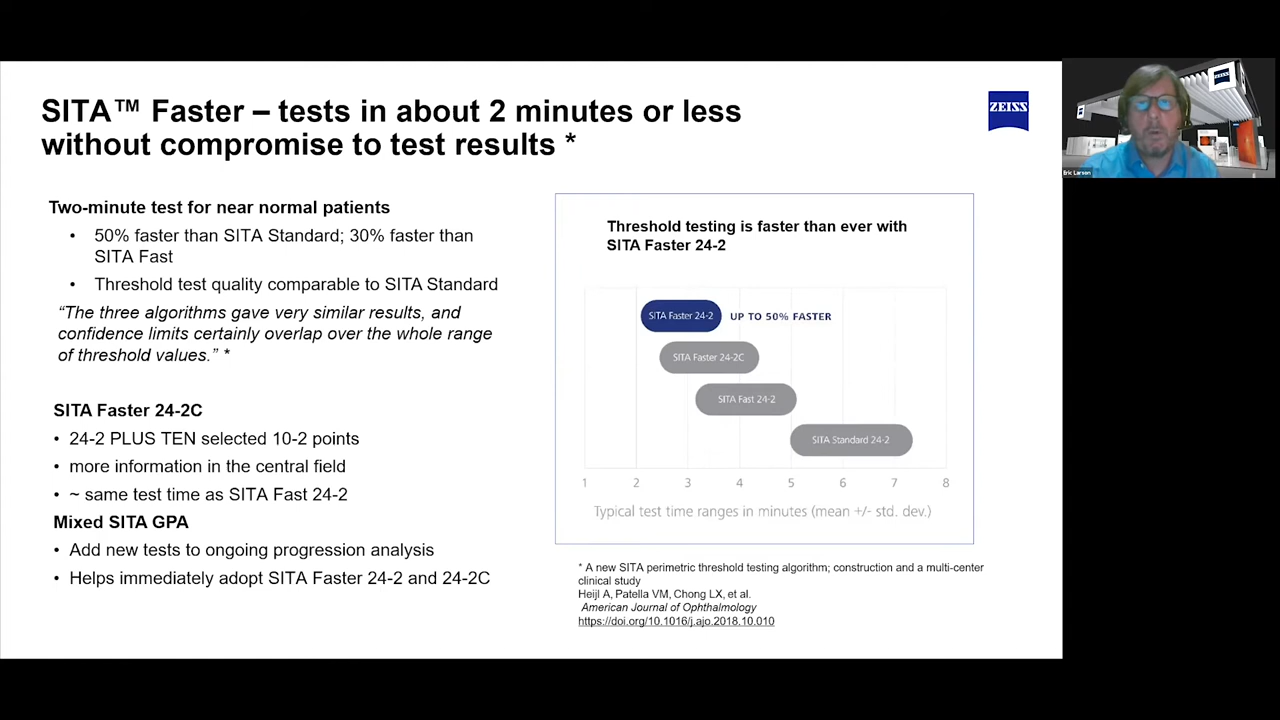 SITA™ Faster – tests in about 2 minutes or less
without compromise to test results *
ZEISS
ZEISS
Eric Larson
Two-minute test for near normal patients
• 50% faster than SITA Standard; 30% faster than
SITA Fast
• Threshold test quality comparable to SITA Standard
“The three algorithms gave very similar results, and
confidence limits certainly overlap over the whole range
of threshold values.” *
SITA Faster 24-2C
• 24-2 PLUS TEN selected 10-2 points
• more information in the central field
• ~ same test time as SITA Fast 24-2
Mixed SITA GPA
• Add new tests to ongoing progression analysis
• Helps immediately adopt SITA Faster 24-2 and 24-2C
Threshold testing is faster than ever with
SITA Faster 24-2
SITA Faster 24-2 UP TO 50% FASTER
SITA Faster 24-2C
SITA Fast 24-2
SITA Standard 24-2
1 2 3 4 5 6 7 8
Typical test time ranges in minutes (mean +/- std. dev.)
* A new SITA perimetric threshold testing algorithm; construction and a multi-center
clinical study
Heijl A, Patella VM, Chong LX, et al.
American Journal of Ophthalmology
https://doi.org/10.1016/j.ajo.2018.10.010